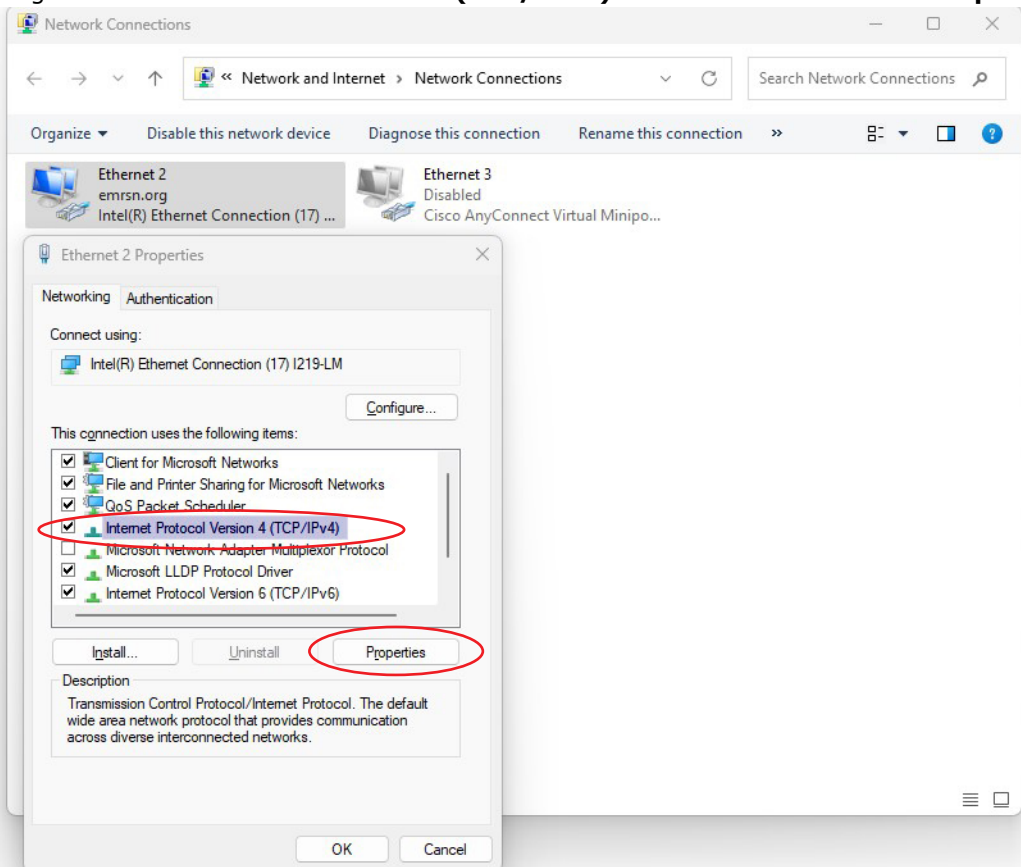 Network Connections
« Network and Internet › Network Connections
Search Network Connections
Organize Disable this network device Diagnose this connection Rename this connection »
Ethernet 2
emrsn.org
Intel(R) Ethernet Connection (17) ...
Ethernet 3
Disabled
Cisco AnyConnect Virtual Minipo...
Ethernet 2 Properties
Networking Authentication
Connect using:
Intel(R) Ethernet Connection (17) I219-LM
Configure...
This connection uses the following items:
Client for Microsoft Networks
File and Printer Sharing for Microsoft Networks
QoS Packet Scheduler
Internet Protocol Version 4 (TCP/IPv4)
Microsoft Network Adapter Multiplexor Protocol
Microsoft LLDP Protocol Driver
Internet Protocol Version 6 (TCP/IPv6)
Install... Uninstall Properties
Description
Transmission Control Protocol/Internet Protocol. The default
wide area network protocol that provides communication
across diverse interconnected networks.
OK Cancel